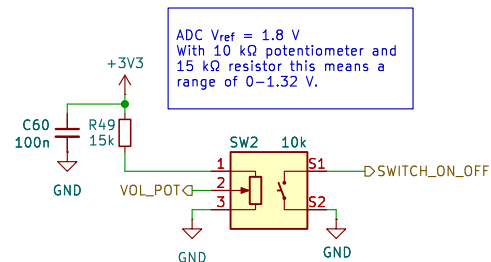 ADC Vref = 1.8 V
With 10 kΩ potentiometer and
15 kΩ resistor this means a
range of 0–1.32 V.
+3V3
C60
100n
R49
15k
GND
SW2
10k
1
2
3
S1
S2
VOL_POT
SWITCH_ON_OFF
GND
GND